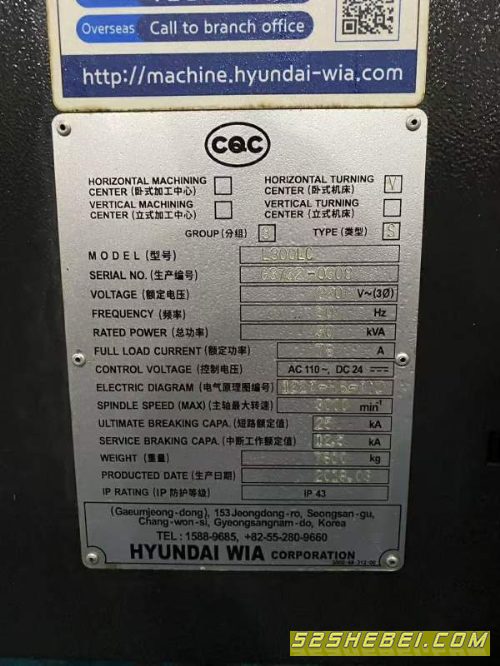 Overseas Call to branch office
http://machine.hyundai-wia.com
CQC
HORIZONTAL MACHINING CENTER (卧式加工中心)
HORIZONTAL TURNING CENTER (卧式机床) V
VERTICAL MACHINING CENTER (立式加工中心)
VERTICAL TURNING CENTER (立式机床)
GROUP (分组) TYPE (类型) S
MODEL (型号) L300LC
SERIAL NO. (生产编号)
VOLTAGE (额定电压) 220 V~(3Ø)
FREQUENCY (频率) Hz
RATED POWER (总功率) 40 kVA
FULL LOAD CURRENT (额定功率) A
CONTROL VOLTAGE (控制电压) AC 110 ~, DC 24
ELECTRIC DIAGRAM (电气原理图编号)
SPINDLE SPEED (MAX) (主轴最大转速) min⁻¹
ULTIMATE BREAKING CAPA. (短路额定值) 25 kA
SERVICE BRAKING CAPA. (中断工作额定值) kA
WEIGHT (重量) kg
PRODUCTED DATE (生产日期)
IP RATING (IP 防护等级) IP 43
(Gaeumjeong-dong), 153 Jeongdong-ro, Seongsan-gu,
Chang-won-si, Gyeongsangnam-do, Korea
TEL : 1588-9685, +82-55-280-9660
HYUNDAI WIA CORPORATION
52SHEBEI.COM